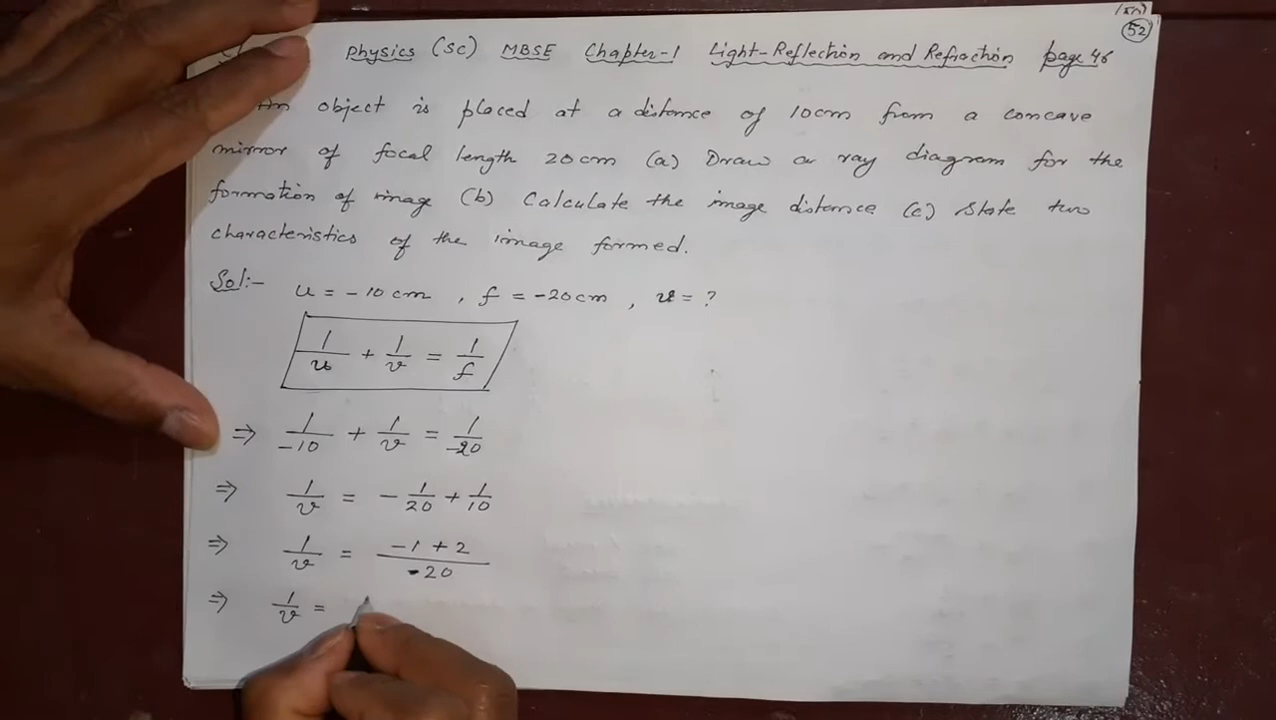 52
Physics (SC) MBSE Chapter-1 Light-Reflection and Refraction page 46
An object is placed at a distance of 10cm from a concave
mirror of focal length 20cm (a) Draw a ray diagram for the
formation of image (b) Calculate the image distance (c) State two
characteristics of the image formed.
Sol:- u = -10 cm , f = -20cm , v = ?
1/u + 1/v = 1/f
⇒ 1/-10 + 1/v = 1/-20
⇒ 1/v = - 1/20 + 1/10
⇒ 1/v = -1 + 2/-20
⇒ 1/v =